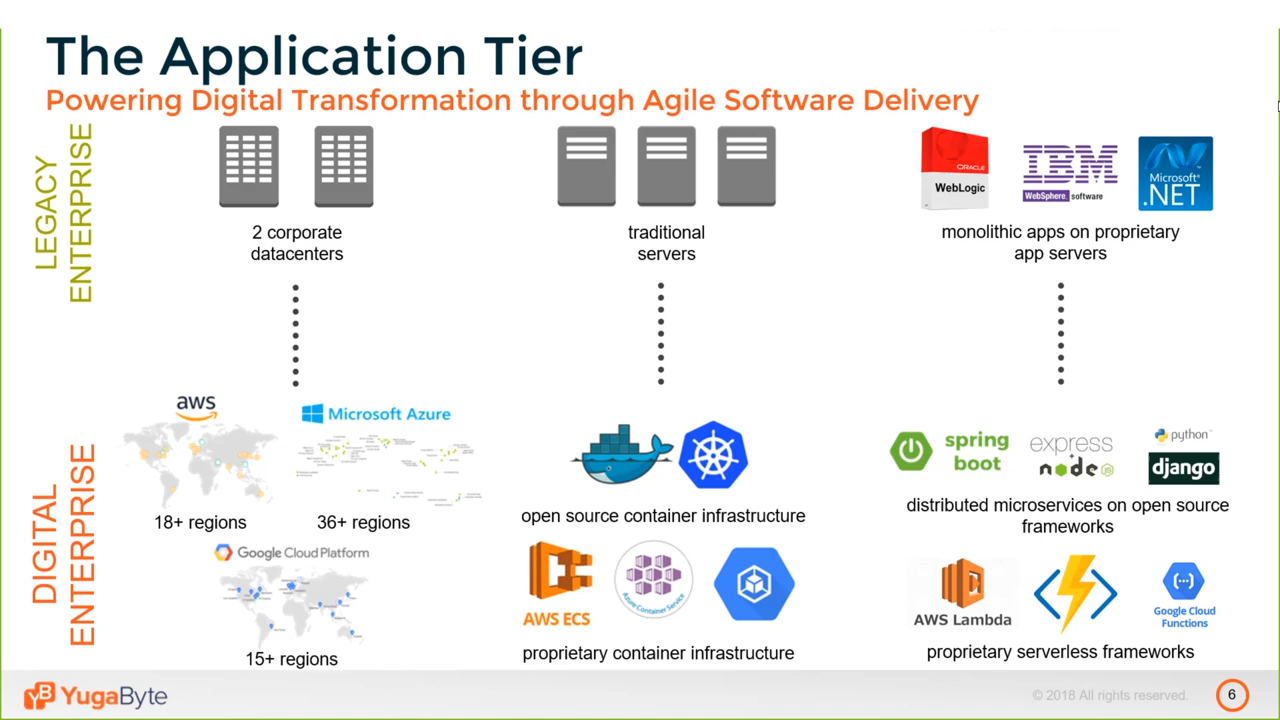 The Application Tier
Powering Digital Transformation through Agile Software Delivery
LEGACY
ENTERPRISE
2 corporate
datacenters
traditional
servers
ORACLE
WebLogic
IBM
WebSphere. software
Microsoft®
.NET
monolithic apps on proprietary
app servers
DIGITAL
ENTERPRISE
aws
18+ regions
Microsoft Azure
36+ regions
Google Cloud Platform
15+ regions
open source container infrastructure
AWS ECS
Azure Container Service
proprietary container infrastructure
spring
boot
express
+
node JS
python™
django
distributed microservices on open source
frameworks
AWS Lambda
Google Cloud
Functions
proprietary serverless frameworks
YB YugaByte
© 2018 All rights reserved.
6